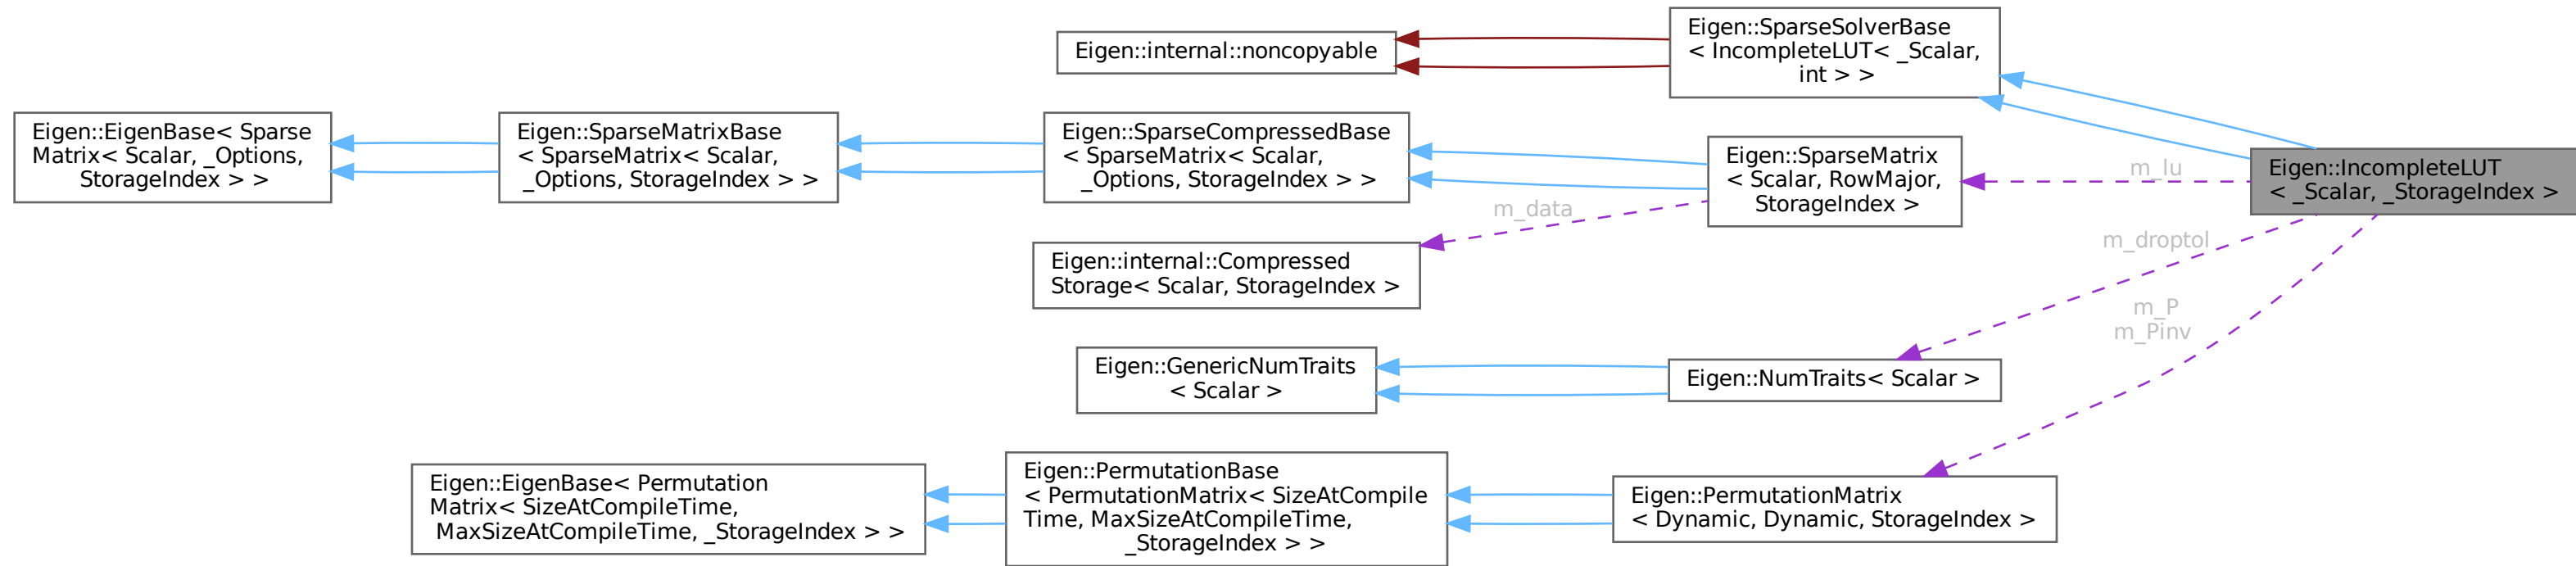 Eigen::internal::noncopyable
Eigen::SparseSolverBase
< IncompleteLUT< _Scalar,
int > >
Eigen::EigenBase< Sparse
Matrix< Scalar, _Options,
StorageIndex > >
Eigen::SparseMatrixBase
< SparseMatrix< Scalar,
_Options, StorageIndex > >
Eigen::SparseCompressedBase
< SparseMatrix< Scalar,
_Options, StorageIndex > >
Eigen::SparseMatrix
< Scalar, RowMajor,
StorageIndex >
m_lu
Eigen::IncompleteLUT
< _Scalar, _StorageIndex >
m_data
Eigen::internal::Compressed
Storage< Scalar, StorageIndex >
m_droptol
m_P
m_Pinv
Eigen::GenericNumTraits
< Scalar >
Eigen::NumTraits< Scalar >
Eigen::EigenBase< Permutation
Matrix< SizeAtCompileTime,
MaxSizeAtCompileTime, _StorageIndex > >
Eigen::PermutationBase
< PermutationMatrix< SizeAtCompile
Time, MaxSizeAtCompileTime,
_StorageIndex > >
Eigen::PermutationMatrix
< Dynamic, Dynamic, StorageIndex >